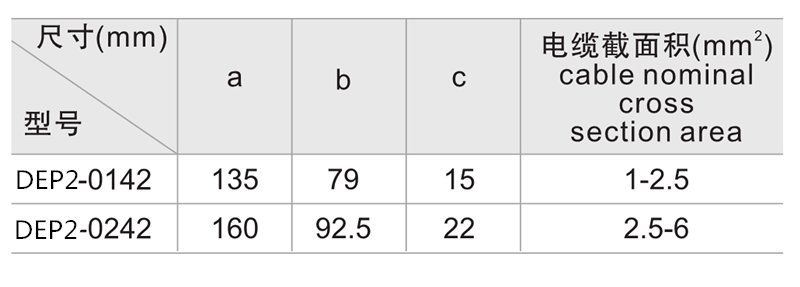 尺寸(mm)
型号
a
b
c
电缆截面积(mm²)
cable nominal
cross
section area
DEP2-0142 135 79 15 1-2.5
DEP2-0242 160 92.5 22 2.5-6